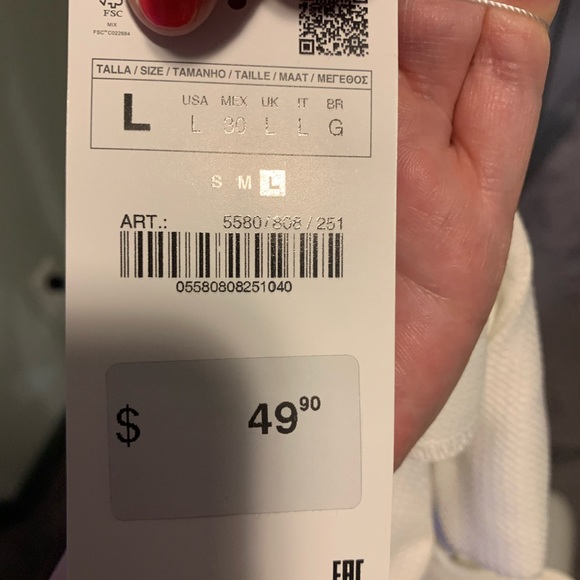 FSC
MIX
TALLA / SIZE / TAMANHO / TAILLE / MAAT / ΜΕΓΕΘΟΣ
L
USA MEX UK IT BR
L 30 L L G
S M L
ART.: 5580/808/251
05580808251040
$ 49⁹⁰
EAC